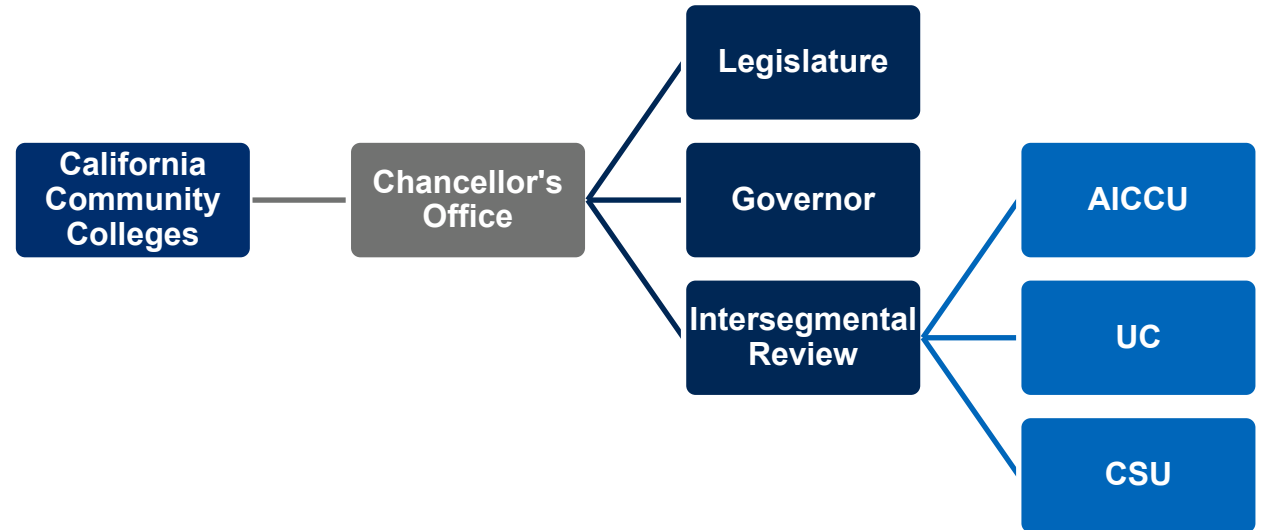 California
Community
Colleges
Chancellor's
Office
Legislature
Governor
Intersegmental
Review
AICCU
UC
CSU